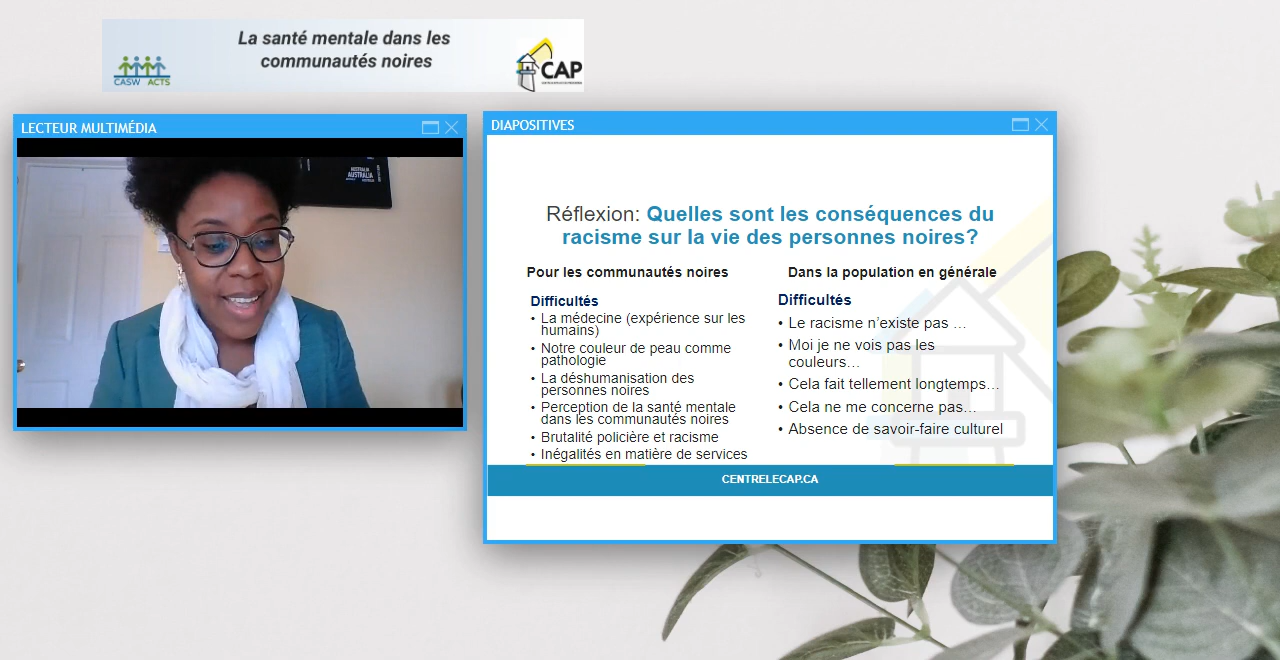 La santé mentale dans les
communautés noires
CASW ACTS
CAP
LECTEUR MULTIMÉDIA
AUSTRALIA
AUSTRALIA
DIAPOSITIVES
Réflexion: Quelles sont les conséquences du
racisme sur la vie des personnes noires?
Pour les communautés noires
Difficultés
• La médecine (expérience sur les
humains)
• Notre couleur de peau comme
pathologie
• La déshumanisation des
personnes noires
• Perception de la santé mentale
dans les communautés noires
• Brutalité policière et racisme
• Inégalités en matière de services
Dans la population en générale
Difficultés
• Le racisme n’existe pas …
• Moi je ne vois pas les
couleurs…
• Cela fait tellement longtemps…
• Cela ne me concerne pas…
• Absence de savoir-faire culturel
CENTRELECAP.CA